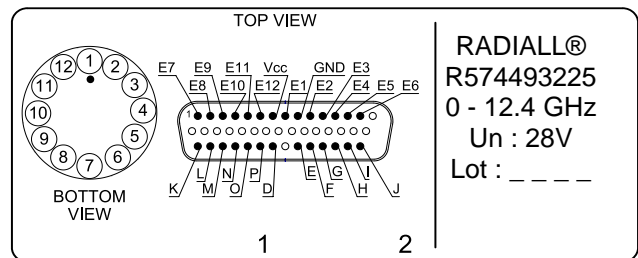 TOP VIEW
E7 E9 E11 Vcc GND E3
E8 E10 E12 E1 E2 E4 E5 E6
1
12 1 2
11 3
10 4
9 5
8 7 6
BOTTOM
VIEW
L N P E G I
K M O D F H J
1 2
RADIALL®
R574493225
0 - 12.4 GHz
Un : 28V
Lot : _ _ _ _